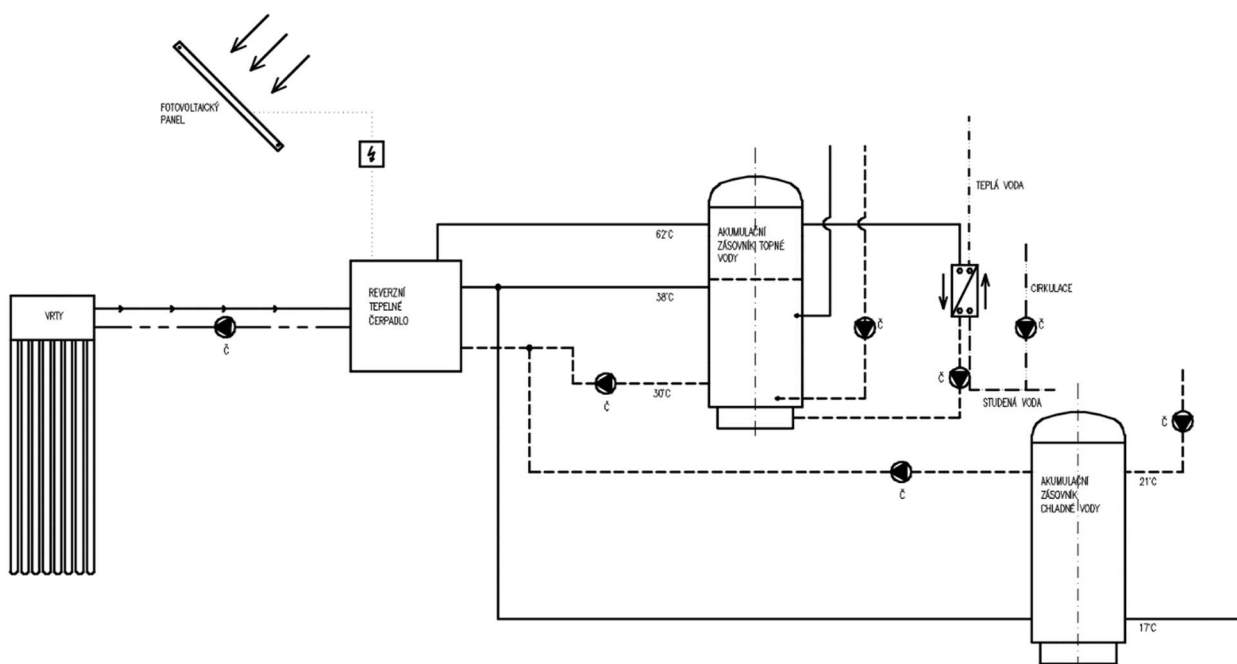 FOTOVOLTAICKÝ
PANEL
TEPLÁ VODA
62°C
AKUMULAČNÍ
ZÁSOVNÍK TOPNÉ
VODY
REVERZNÍ
TEPELNÉ
ČERPADLO
38°C
CIRKULACE
VRTY
Č
Č
Č
Č
Č
30°C
STUDENÁ VODA
Č
Č
Č
AKUMULAČNÍ
ZÁSOVNÍK
CHLADNÉ VODY
21°C
17°C